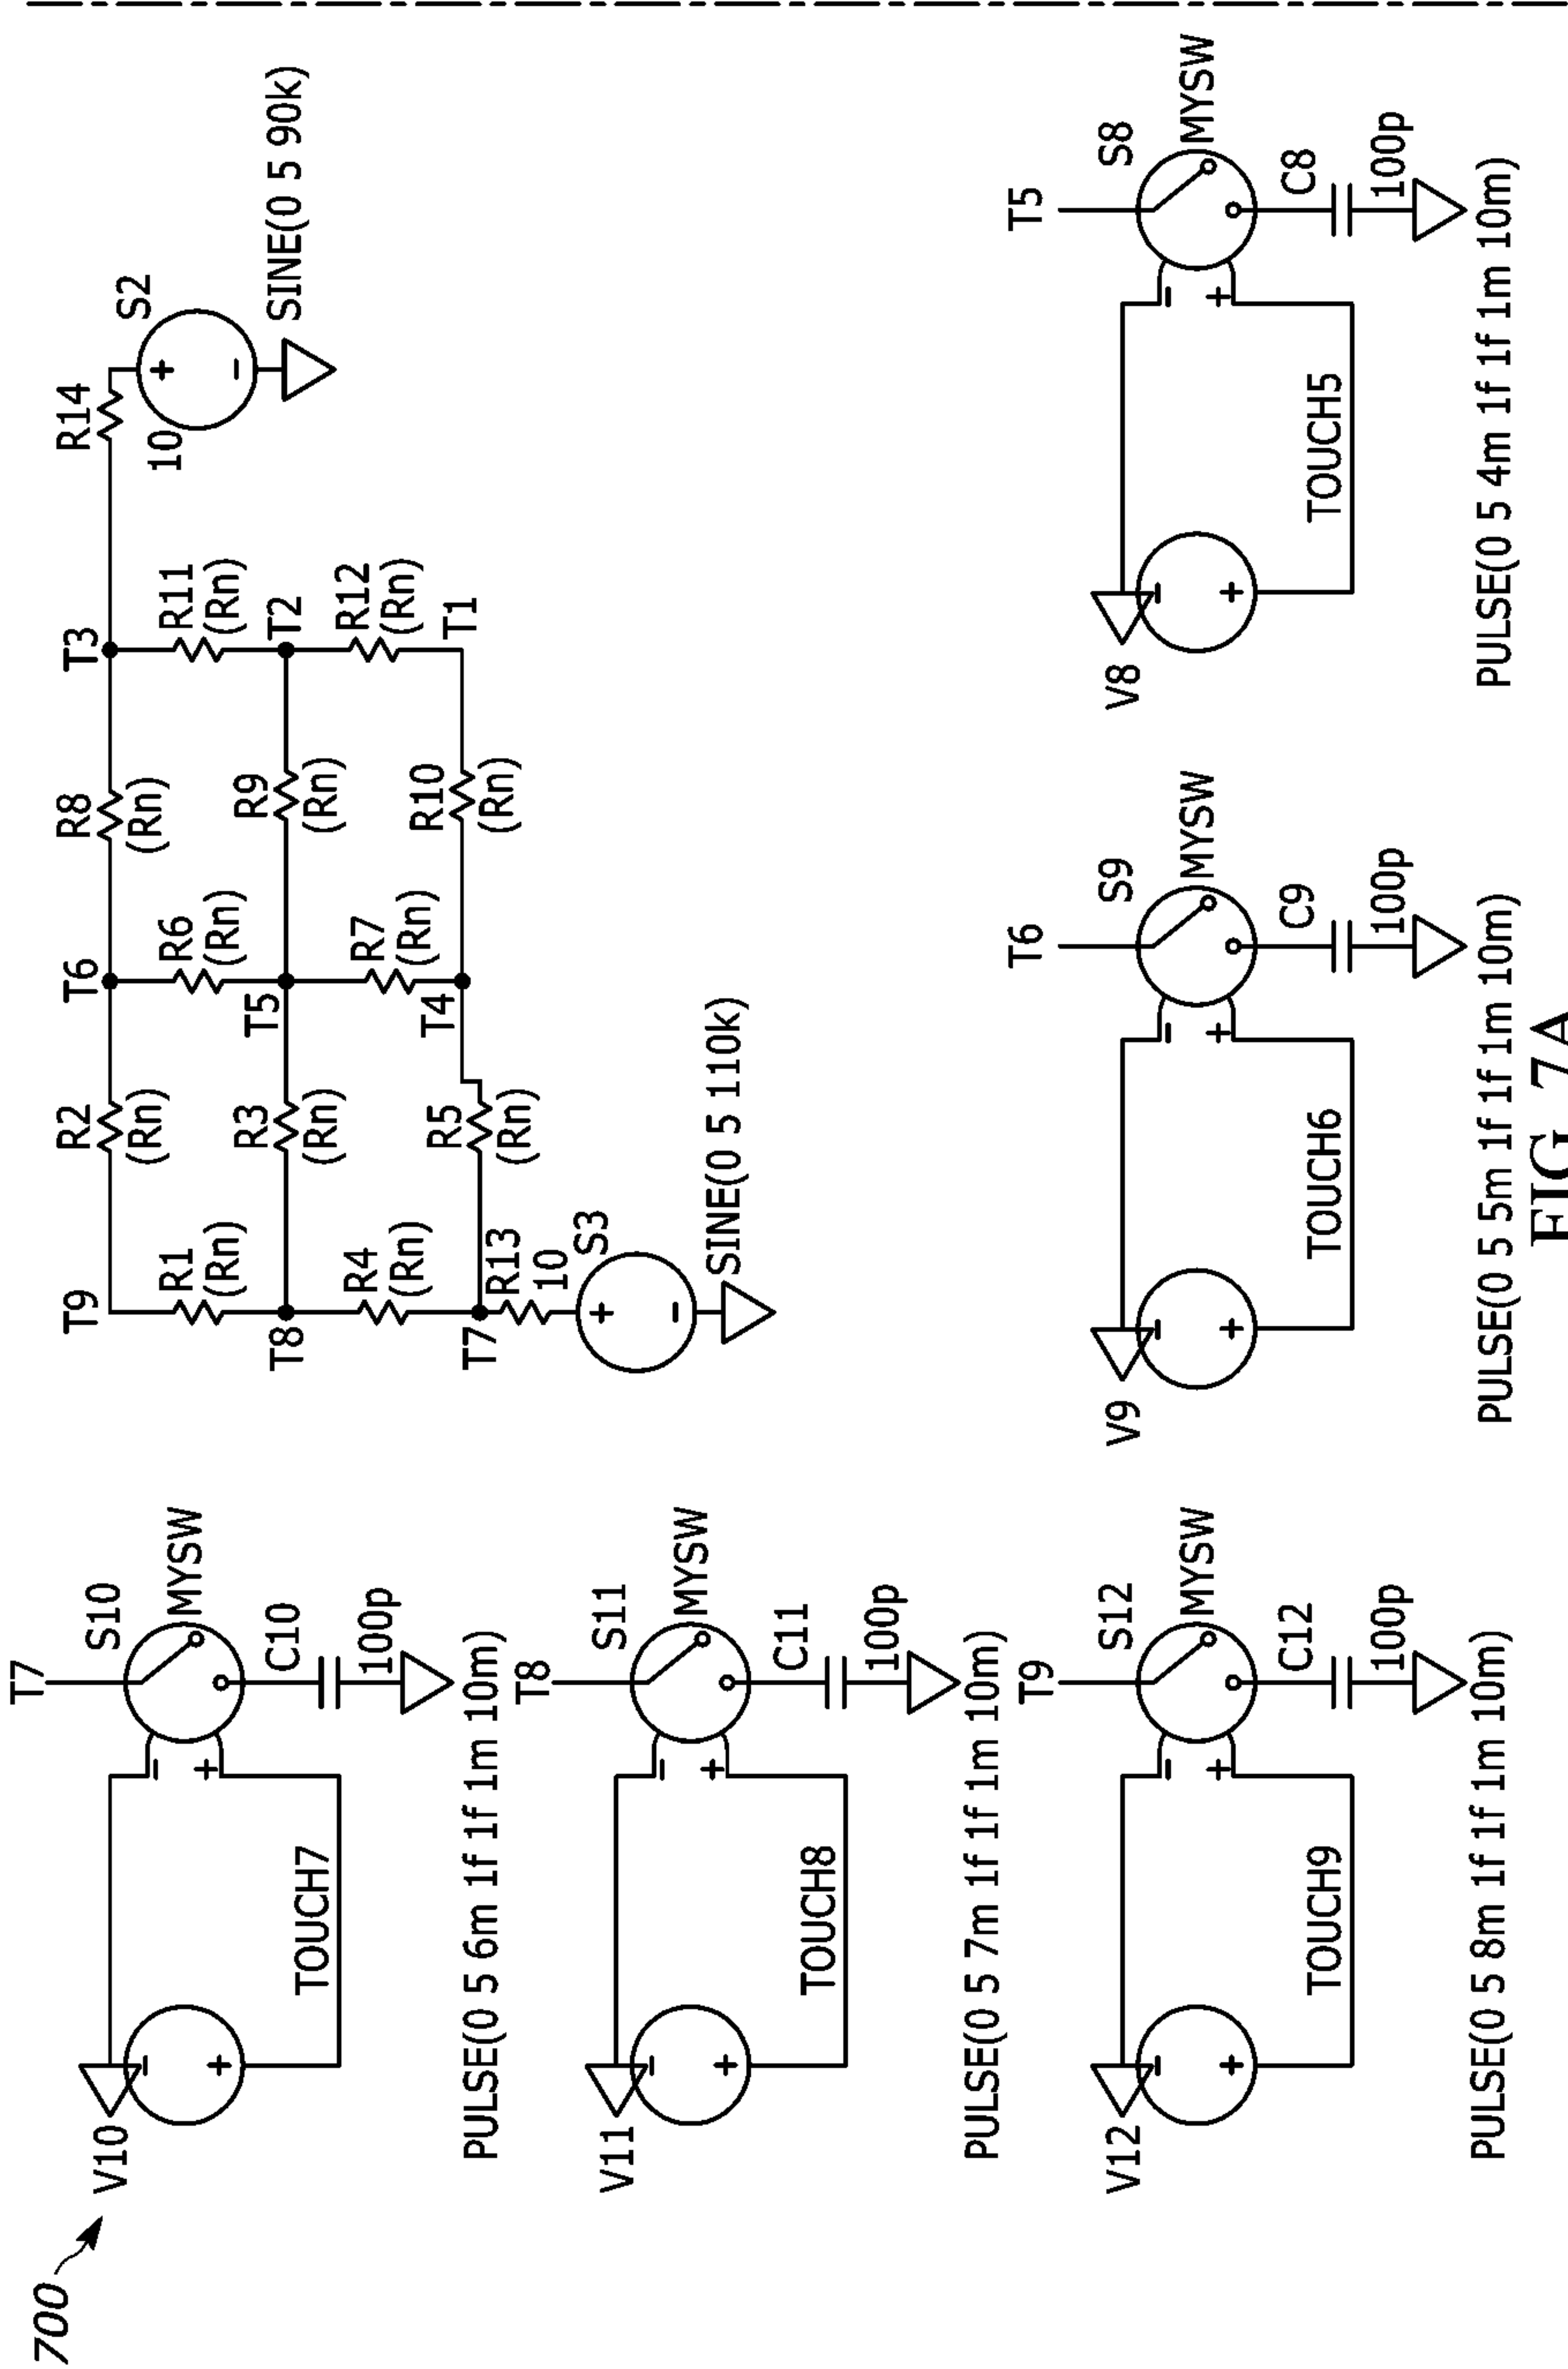 700
V10
TOUCH7
T7
S10
MYSW
C10
100p
PULSE(0 5 6m 1f 1f 1m 10m)
V11
TOUCH8
T8
S11
MYSW
C11
100p
PULSE(0 5 7m 1f 1f 1m 10m)
V12
TOUCH9
T9
S12
MYSW
C12
100p
PULSE(0 5 8m 1f 1f 1m 10m)
T9
R2
(Rn)
T6
R8
(Rn)
T3
R14
10
S2
SINE(0 5 90k)
R1
(Rn)
R6
(Rn)
R11
(Rn)
T8
R3
(Rn)
T5
R9
(Rn)
T2
R4
(Rn)
R7
(Rn)
R12
(Rn)
T7
R5
(Rn)
T4
R10
(Rn)
T1
R13
10
S3
SINE(0 5 110k)
V9
TOUCH6
T6
S9
MYSW
C9
100p
PULSE(0 5 5m 1f 1f 1m 10m)
V8
TOUCH5
T5
S8
MYSW
C8
100p
PULSE(0 5 4m 1f 1f 1m 10m)
FIG 7A